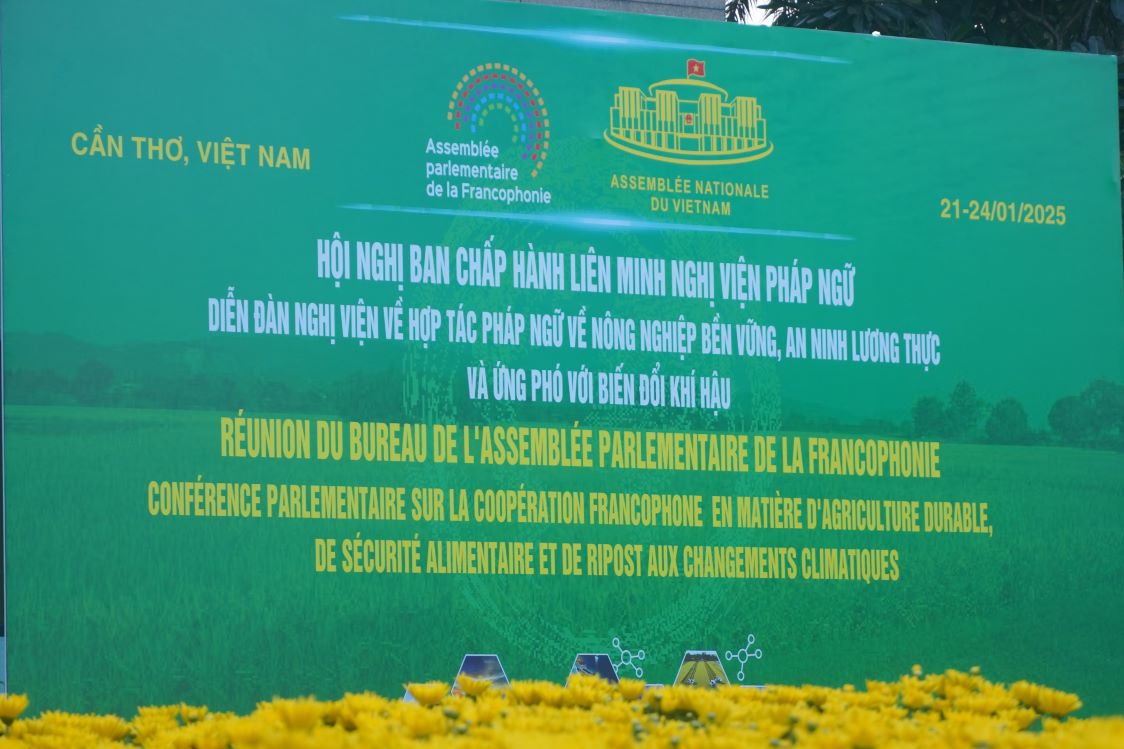 CẦN THƠ, VIỆT NAM
Assemblée
parlementaire
de la Francophonie
ASSEMBLÉE NATIONALE
DU VIETNAM
21-24/01/2025
HỘI NGHỊ BAN CHẤP HÀNH LIÊN MINH NGHỊ VIỆN PHÁP NGỮ
DIỄN ĐÀN NGHỊ VIỆN VỀ HỢP TÁC PHÁP NGỮ VỀ NÔNG NGHIỆP BỀN VỮNG, AN NINH LƯƠNG THỰC
VÀ ỨNG PHÓ VỚI BIẾN ĐỔI KHÍ HẬU
RÉUNION DU BUREAU DE L'ASSEMBLÉE PARLEMENTAIRE DE LA FRANCOPHONIE
CONFÉRENCE PARLEMENTAIRE SUR LA COOPÉRATION FRANCOPHONE EN MATIÈRE D'AGRICULTURE DURABLE,
DE SÉCURITÉ ALIMENTAIRE ET DE RIPOST AUX CHANGEMENTS CLIMATIQUES